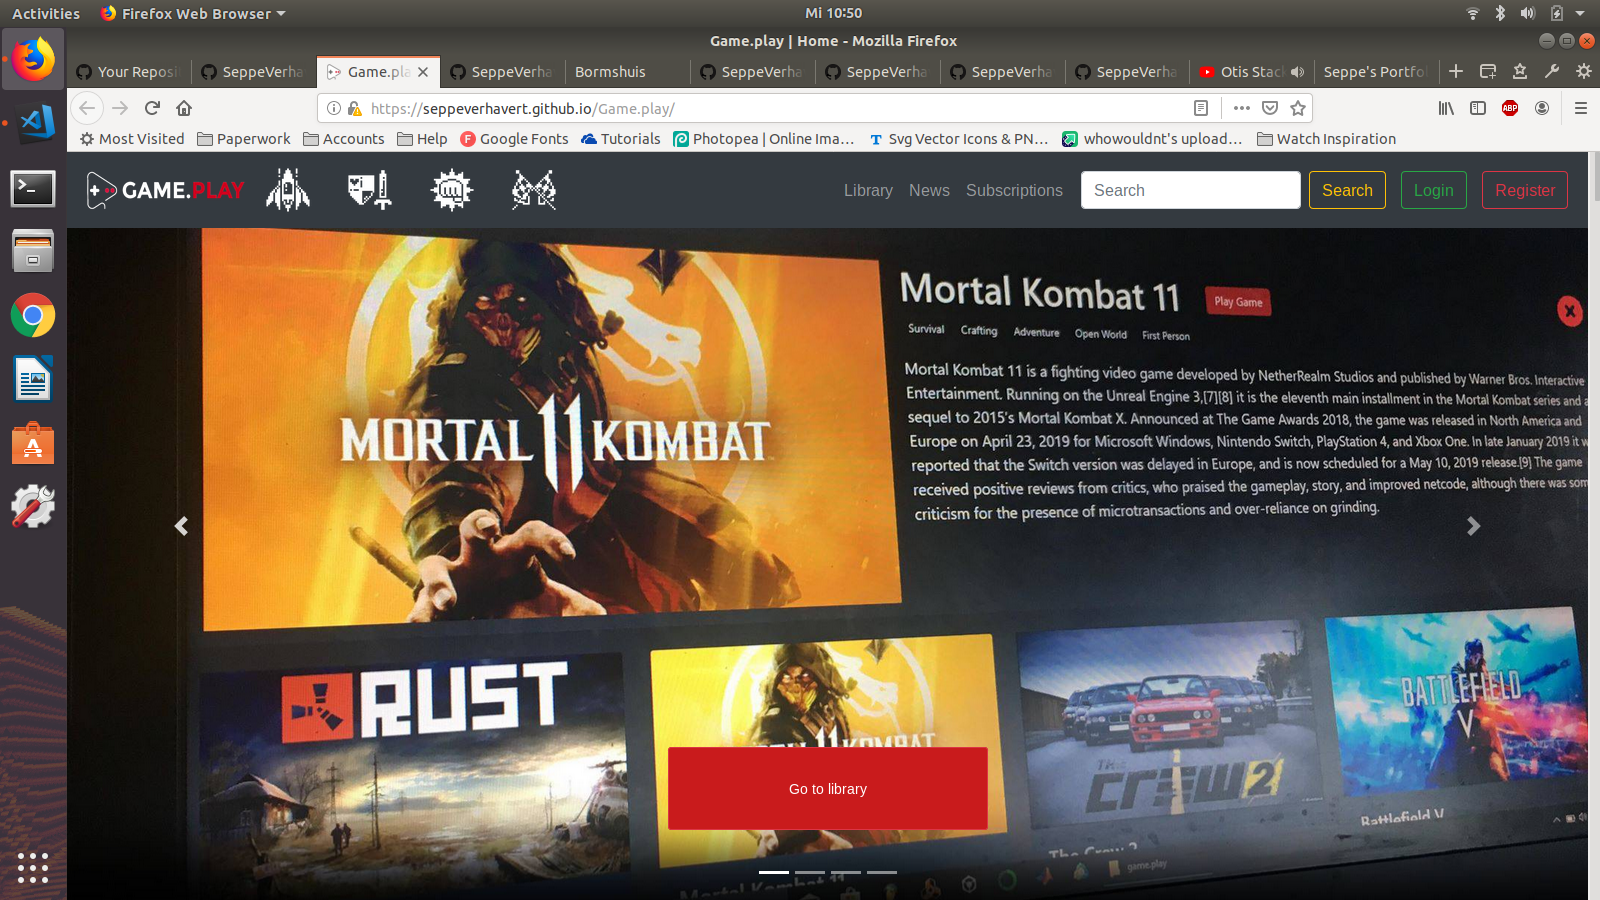 Activities
Firefox Web Browser
Mi 10:50
Game.play | Home - Mozilla Firefox
Your Reposi
SeppeVerha
Game.pla
SeppeVerha
Bormshuis
SeppeVerha
SeppeVerha
SeppeVerha
SeppeVerha
Otis Stac
Seppe's Portfo
https://seppeverhavert.github.io/Game.play/
ABP
Most Visited
Paperwork
Accounts
Help
Google Fonts
Tutorials
Photopea | Online Ima…
Svg Vector Icons & PN…
whowouldnt's upload…
Watch Inspiration
GAME.PLAY
Library
News
Subscriptions
Search
Search
Login
Register
MORTAL 11 KOMBAT
Mortal Kombat 11
Play Game
X
Survival Crafting Adventure Open World First Person
Mortal Kombat 11 is a fighting video game developed by NetherRealm Studios and published by Warner Bros. Interactive
Entertainment. Running on the Unreal Engine 3,[7][8] it is the eleventh main installment in the Mortal Kombat series and a
sequel to 2015's Mortal Kombat X. Announced at The Game Awards 2018, the game was released in North America and
Europe on April 23, 2019 for Microsoft Windows, Nintendo Switch, PlayStation 4, and Xbox One. In late January 2019 it w
reported that the Switch version was delayed in Europe, and is now scheduled for a May 10, 2019 release.[9] The game
received positive reviews from critics, who praised the gameplay, story, and improved netcode, although there was som
criticism for the presence of microtransactions and over-reliance on grinding.
RUST
11 KOMBAT
THE CREW 2
BATTLEFIELD V
Go to library
Mortal Kombat 11
The Crew 2
Battlefield V
game.play